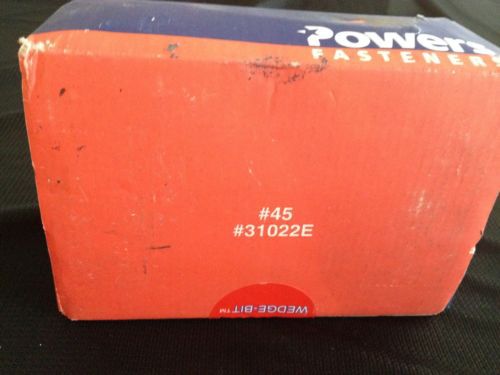 Powers
FASTENERS
#45
#31022E
WEDGE-BIT™